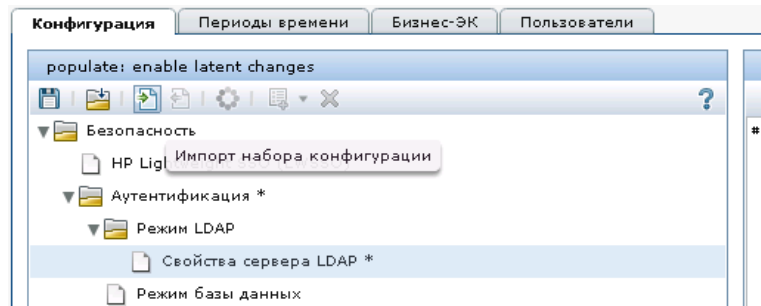 Конфигурация Периоды времени Бизнес-ЭК Пользователи
populate: enable latent changes
?
Безопасность
#
HP Lig
Импорт набора конфигурации
Аутентификация *
Режим LDAP
Свойства сервера LDAP *
Режим базы данных